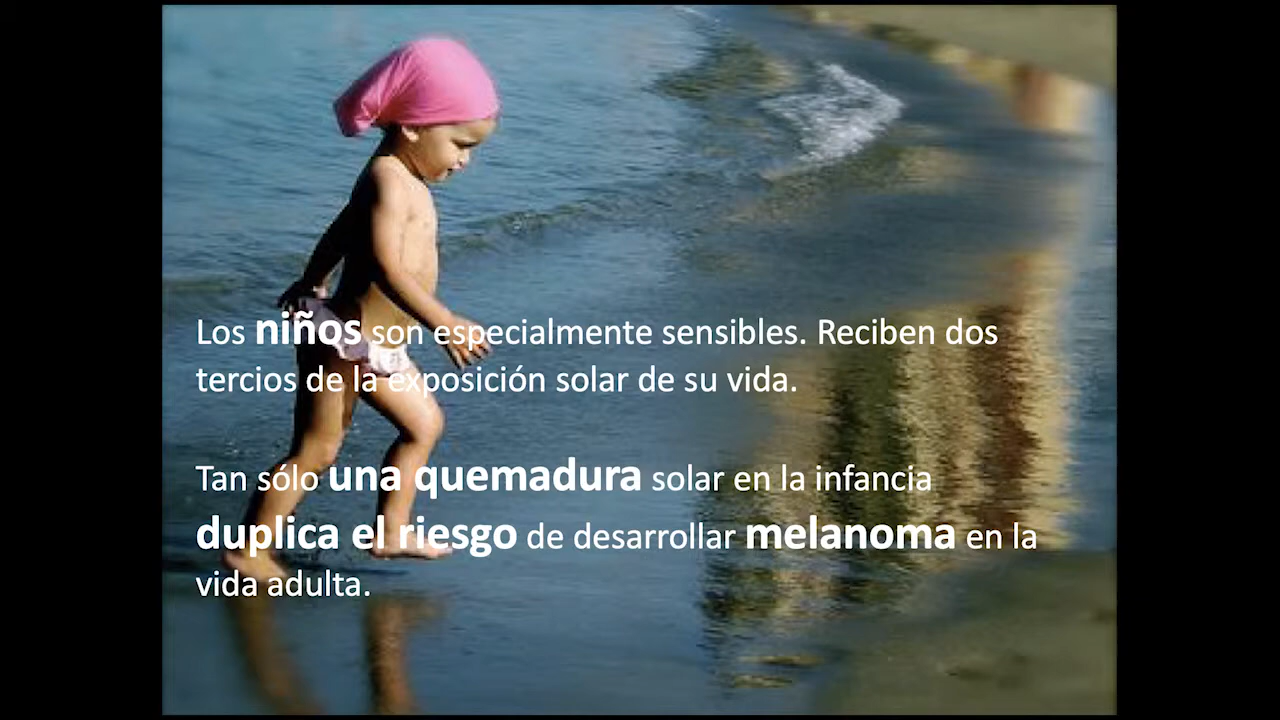 Los niños son especialmente sensibles. Reciben dos
tercios de la exposición solar de su vida.
Tan sólo una quemadura solar en la infancia
duplica el riesgo de desarrollar melanoma en la
vida adulta.